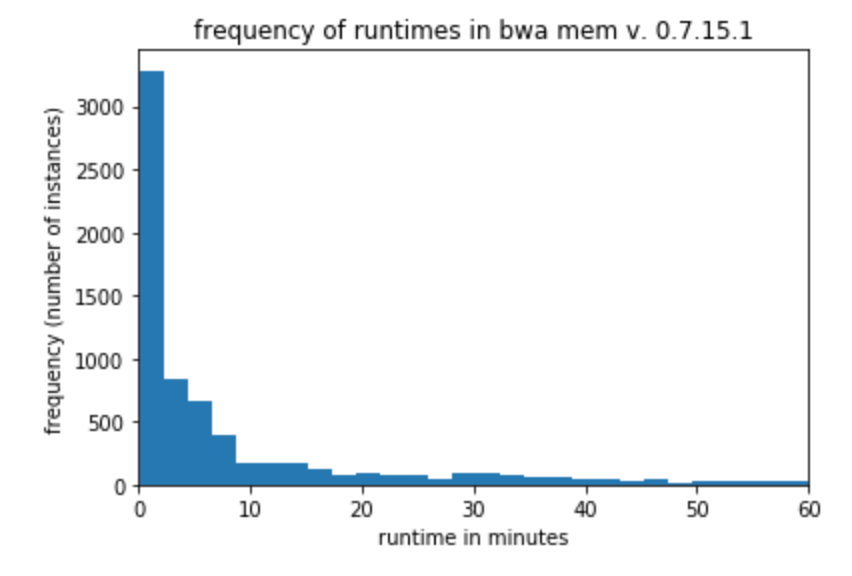 frequency of runtimes in bwa mem v. 0.7.15.1
frequency (number of instances)
3000
2500
2000
1500
1000
500
0
0 10 20 30 40 50 60
runtime in minutes